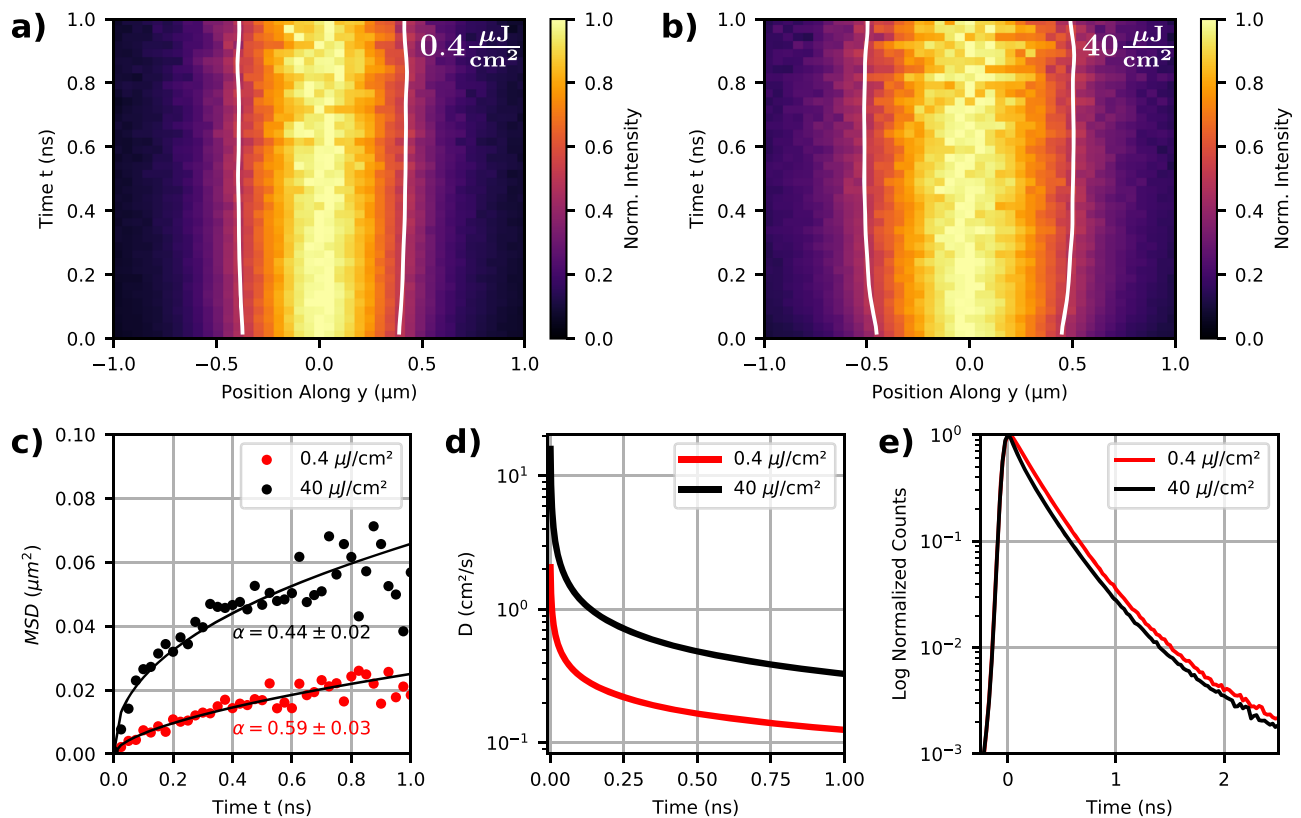 a)
0.4 μJ/cm²
1.0
0.8
0.6
0.4
0.2
0.0
Time t (ns)
−1.0 −0.5 0.0 0.5 1.0
Position Along y (μm)
1.0
0.8
0.6
0.4
0.2
0.0
Norm. Intensity
b)
40 μJ/cm²
1.0
0.8
0.6
0.4
0.2
0.0
Time t (ns)
−1.0 −0.5 0.0 0.5 1.0
Position Along y (μm)
1.0
0.8
0.6
0.4
0.2
0.0
Norm. Intensity
c)
0.10
0.08
0.06
0.04
0.02
0.00
MSD (μm²)
0.4 μJ/cm²
40 μJ/cm²
α = 0.44 ± 0.02
α = 0.59 ± 0.03
0.0 0.2 0.4 0.6 0.8 1.0
Time t (ns)
d)
10¹
10⁰
10⁻¹
D (cm²/s)
0.4 μJ/cm²
40 μJ/cm²
0.00 0.25 0.50 0.75 1.00
Time (ns)
e)
10⁰
10⁻¹
10⁻²
10⁻³
Log Normalized Counts
0.4 μJ/cm²
40 μJ/cm²
0 1 2
Time (ns)